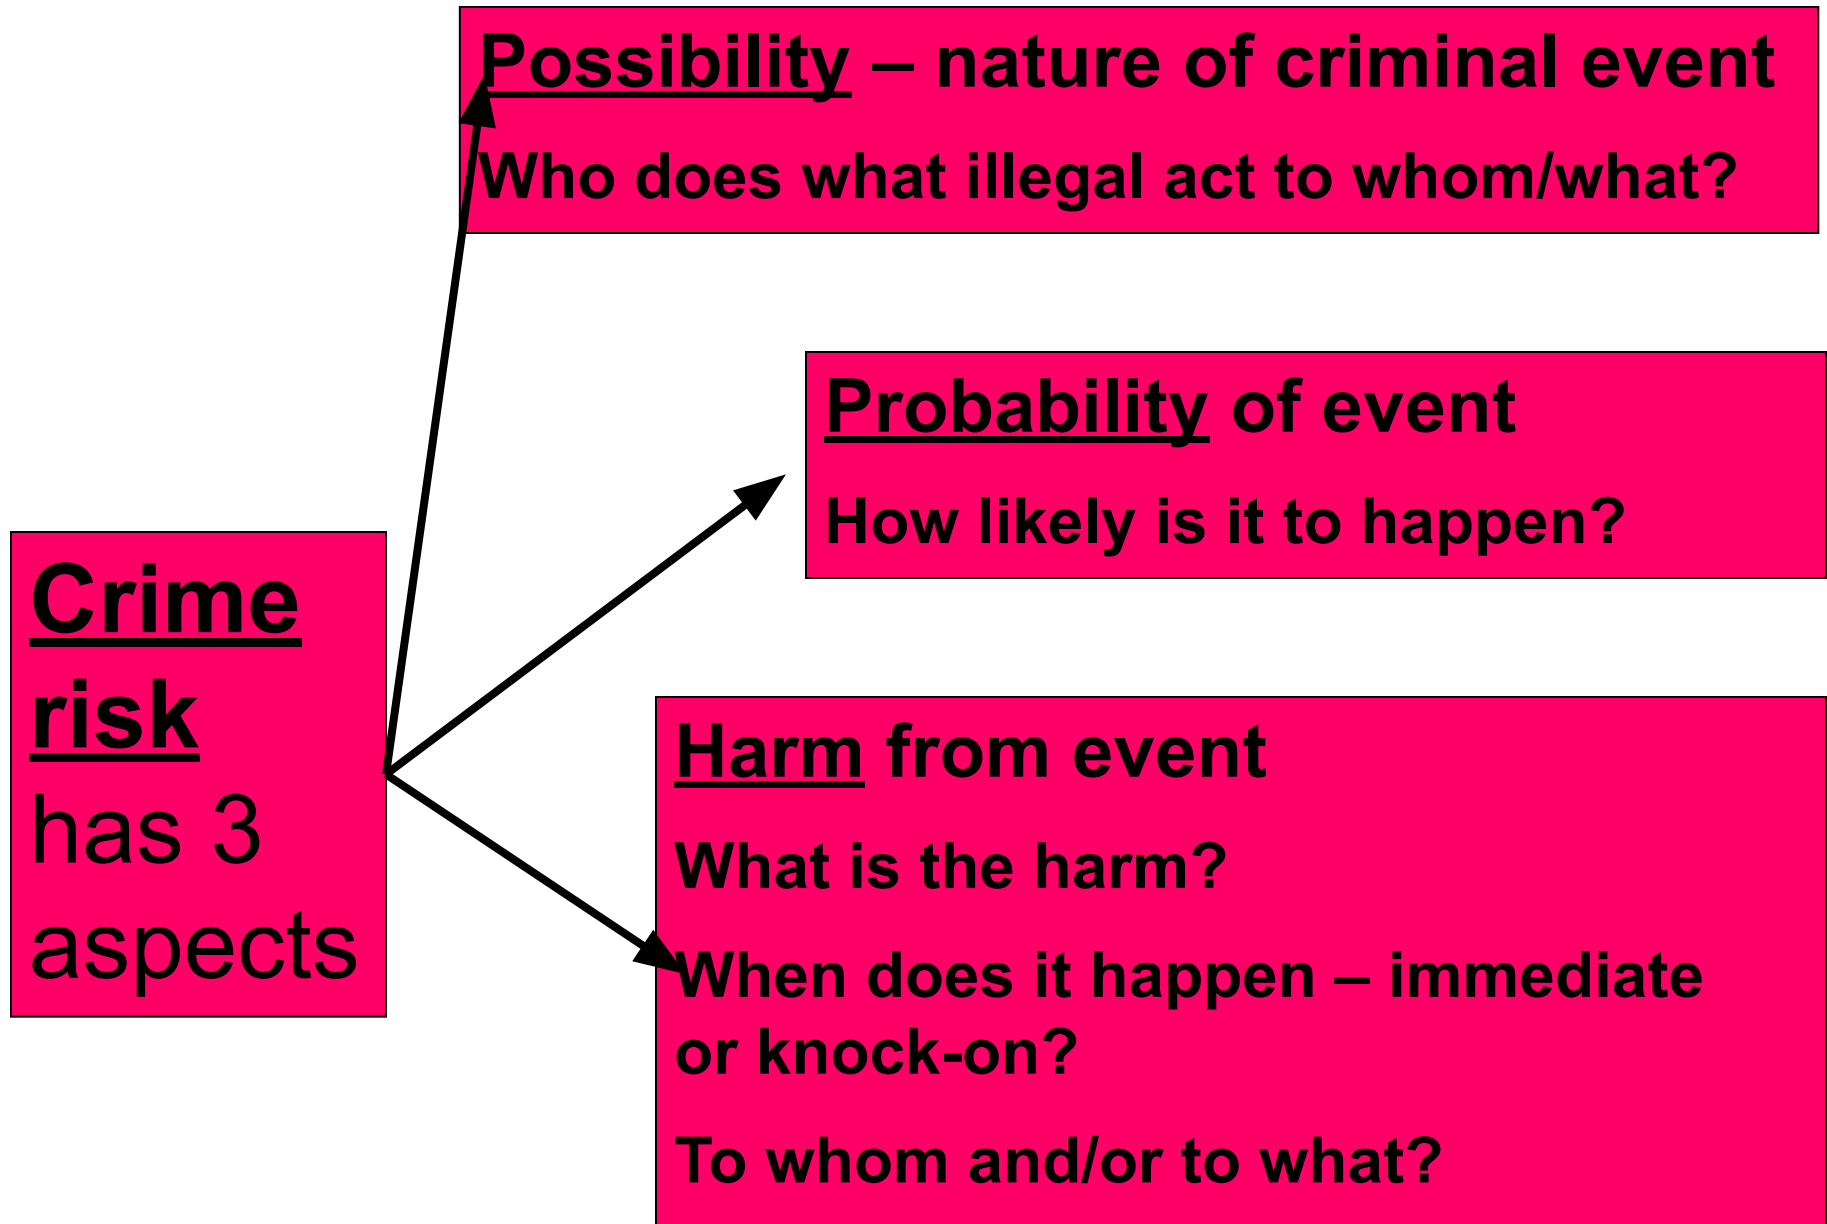 Possibility – nature of criminal event
Who does what illegal act to whom/what?
Probability of event
How likely is it to happen?
Crime
risk
has 3
aspects
Harm from event
What is the harm?
When does it happen – immediate
or knock-on?
To whom and/or to what?